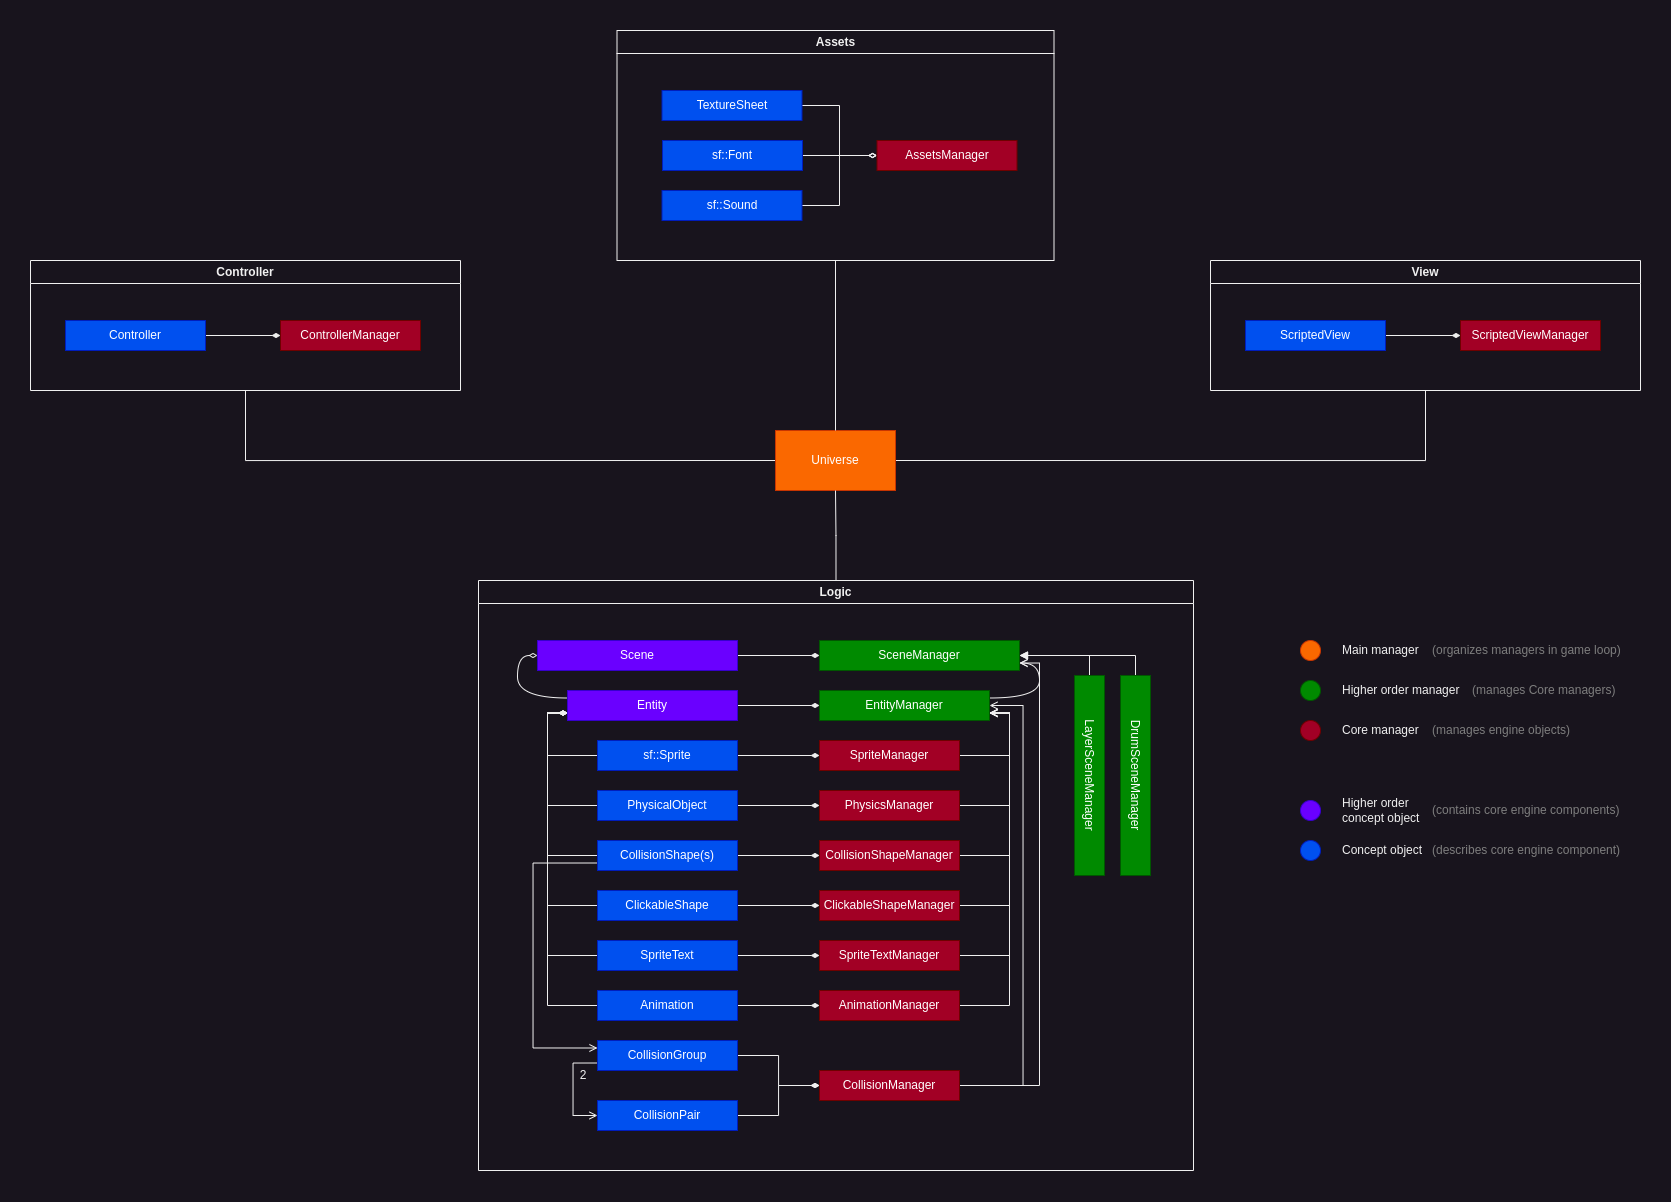 Assets
TextureSheet
sf::Font
AssetsManager
sf::Sound
Controller
Controller
ControllerManager
View
ScriptedView
ScriptedViewManager
Universe
Logic
Scene
SceneManager
Entity
EntityManager
sf::Sprite
SpriteManager
PhysicalObject
PhysicsManager
CollisionShape(s)
CollisionShapeManager
ClickableShape
ClickableShapeManager
SpriteText
SpriteTextManager
Animation
AnimationManager
CollisionGroup
2
CollisionManager
CollisionPair
LayerSceneManager
DrumSceneManager
Main manager (organizes managers in game loop)
Higher order manager (manages Core managers)
Core manager (manages engine objects)
Higher order
concept object (contains core engine components)
Concept object (describes core engine component)